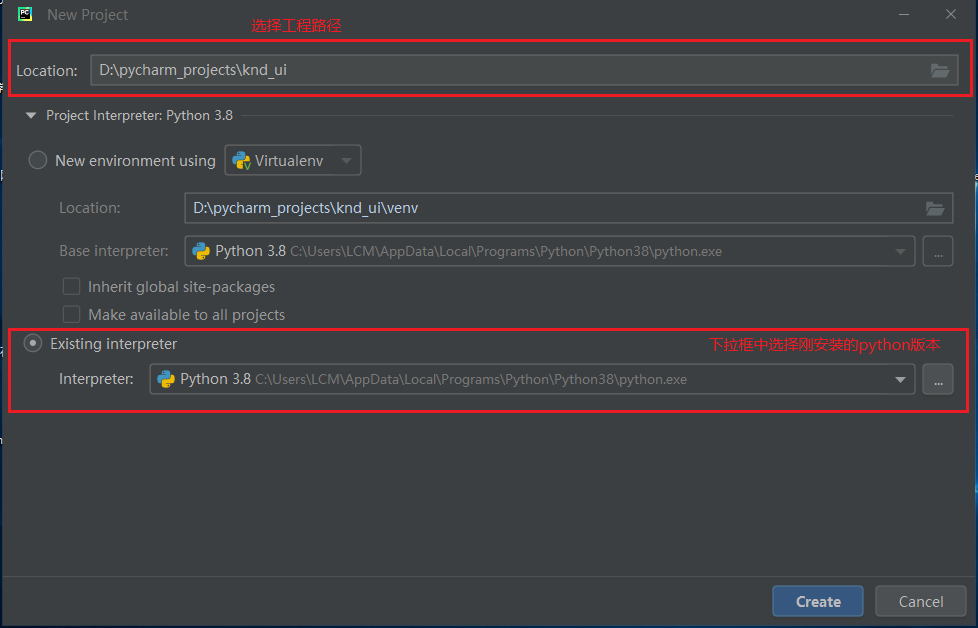 New Project
选择工程路径
Location: D:\pycharm_projects\knd_ui
Project Interpreter: Python 3.8
New environment using Virtualenv
Location: D:\pycharm_projects\knd_ui\venv
Base interpreter: Python 3.8 C:\Users\LCM\AppData\Local\Programs\Python\Python38\python.exe ...
Inherit global site-packages
Make available to all projects
Existing interpreter 下拉框中选择刚安装的python版本
Interpreter: Python 3.8 C:\Users\LCM\AppData\Local\Programs\Python\Python38\python.exe ...
Create Cancel